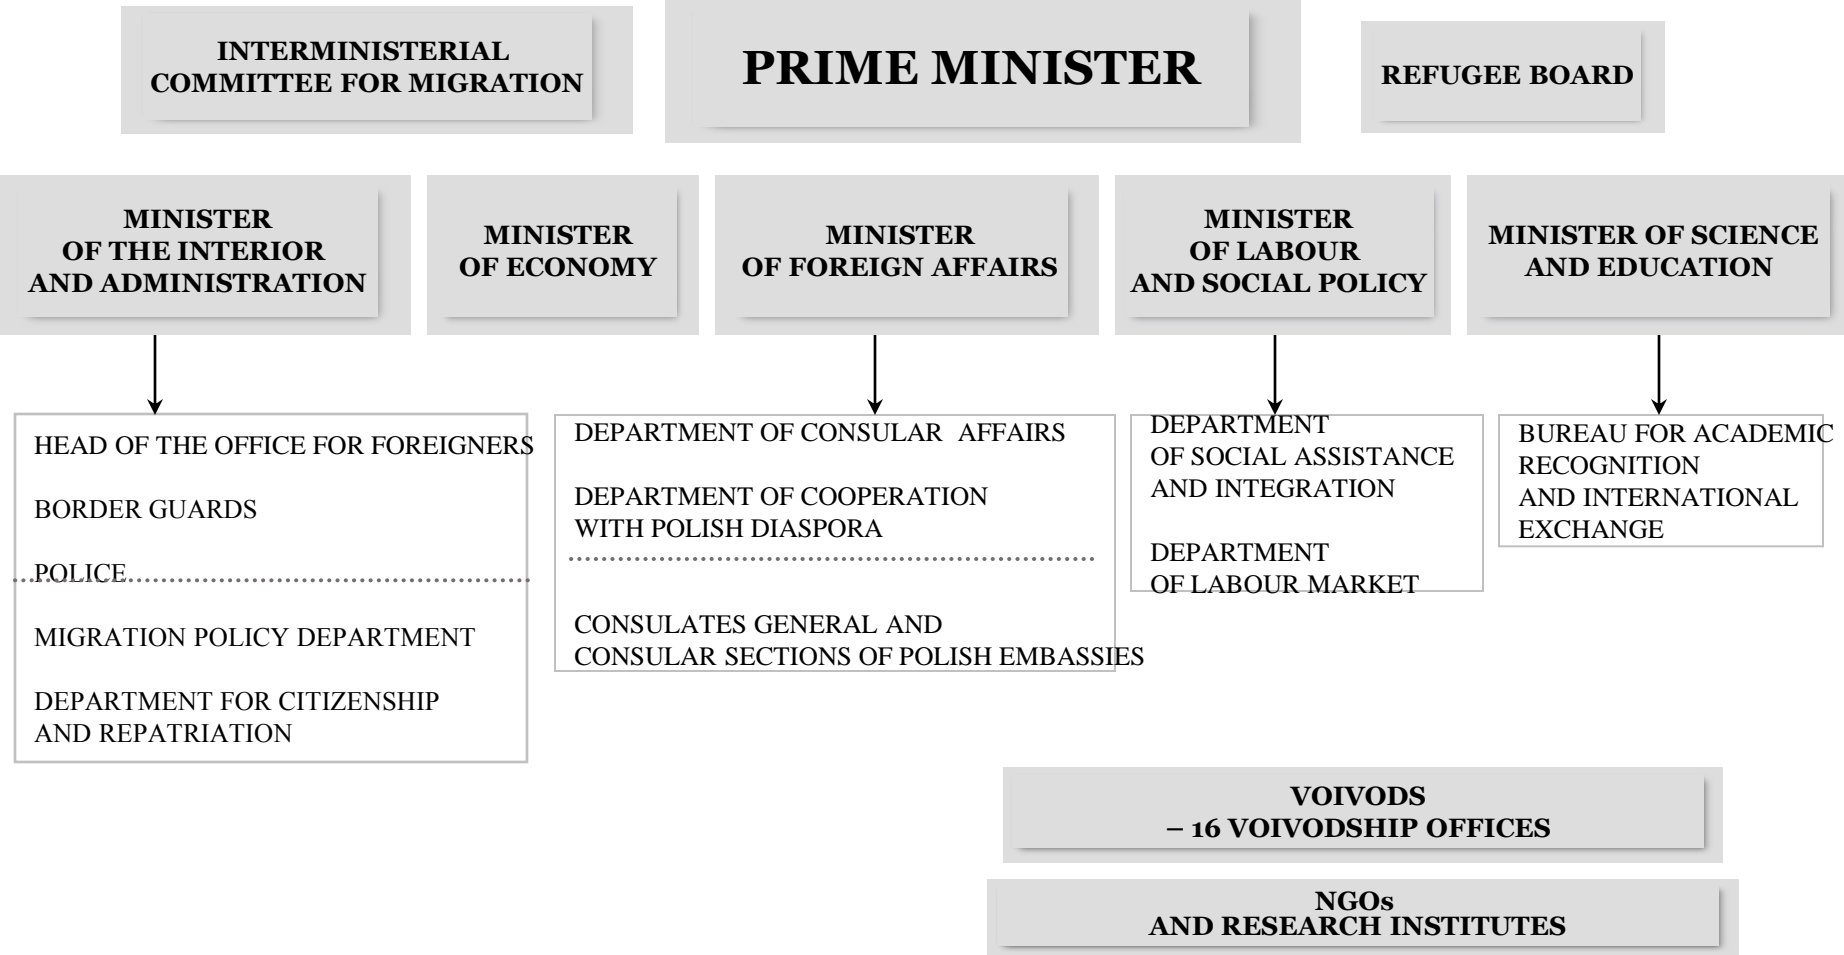 INTERMINISTERIAL
COMMITTEE FOR MIGRATION
PRIME MINISTER
REFUGEE BOARD
MINISTER
OF THE INTERIOR
AND ADMINISTRATION
MINISTER
OF ECONOMY
MINISTER
OF FOREIGN AFFAIRS
MINISTER
OF LABOUR
AND SOCIAL POLICY
MINISTER OF SCIENCE
AND EDUCATION
HEAD OF THE OFFICE FOR FOREIGNERS
BORDER GUARDS
POLICE
MIGRATION POLICY DEPARTMENT
DEPARTMENT FOR CITIZENSHIP
AND REPATRIATION
DEPARTMENT OF CONSULAR AFFAIRS
DEPARTMENT OF COOPERATION
WITH POLISH DIASPORA
CONSULATES GENERAL AND
CONSULAR SECTIONS OF POLISH EMBASSIES
DEPARTMENT
OF SOCIAL ASSISTANCE
AND INTEGRATION
DEPARTMENT
OF LABOUR MARKET
BUREAU FOR ACADEMIC
RECOGNITION
AND INTERNATIONAL
EXCHANGE
VOIVODS
– 16 VOIVODSHIP OFFICES
NGOs
AND RESEARCH INSTITUTES